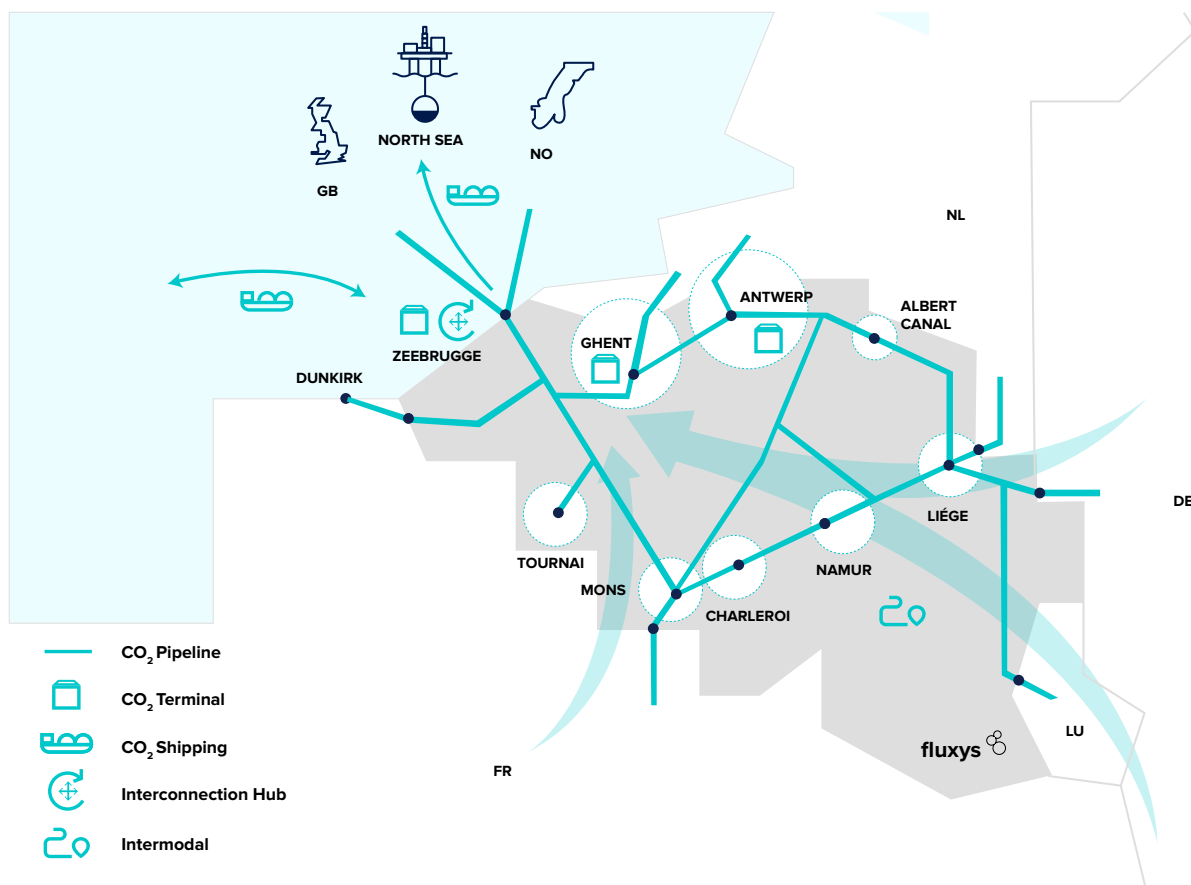 NORTH SEA
NO
GB
NL
ANTWERP
ALBERT
CANAL
GHENT
ZEEBRUGGE
DUNKIRK
DE
LIÉGE
TOURNAI
NAMUR
MONS
CHARLEROI
CO2 Pipeline
CO2 Terminal
CO2 Shipping
Interconnection Hub
Intermodal
LU
fluxys
FR